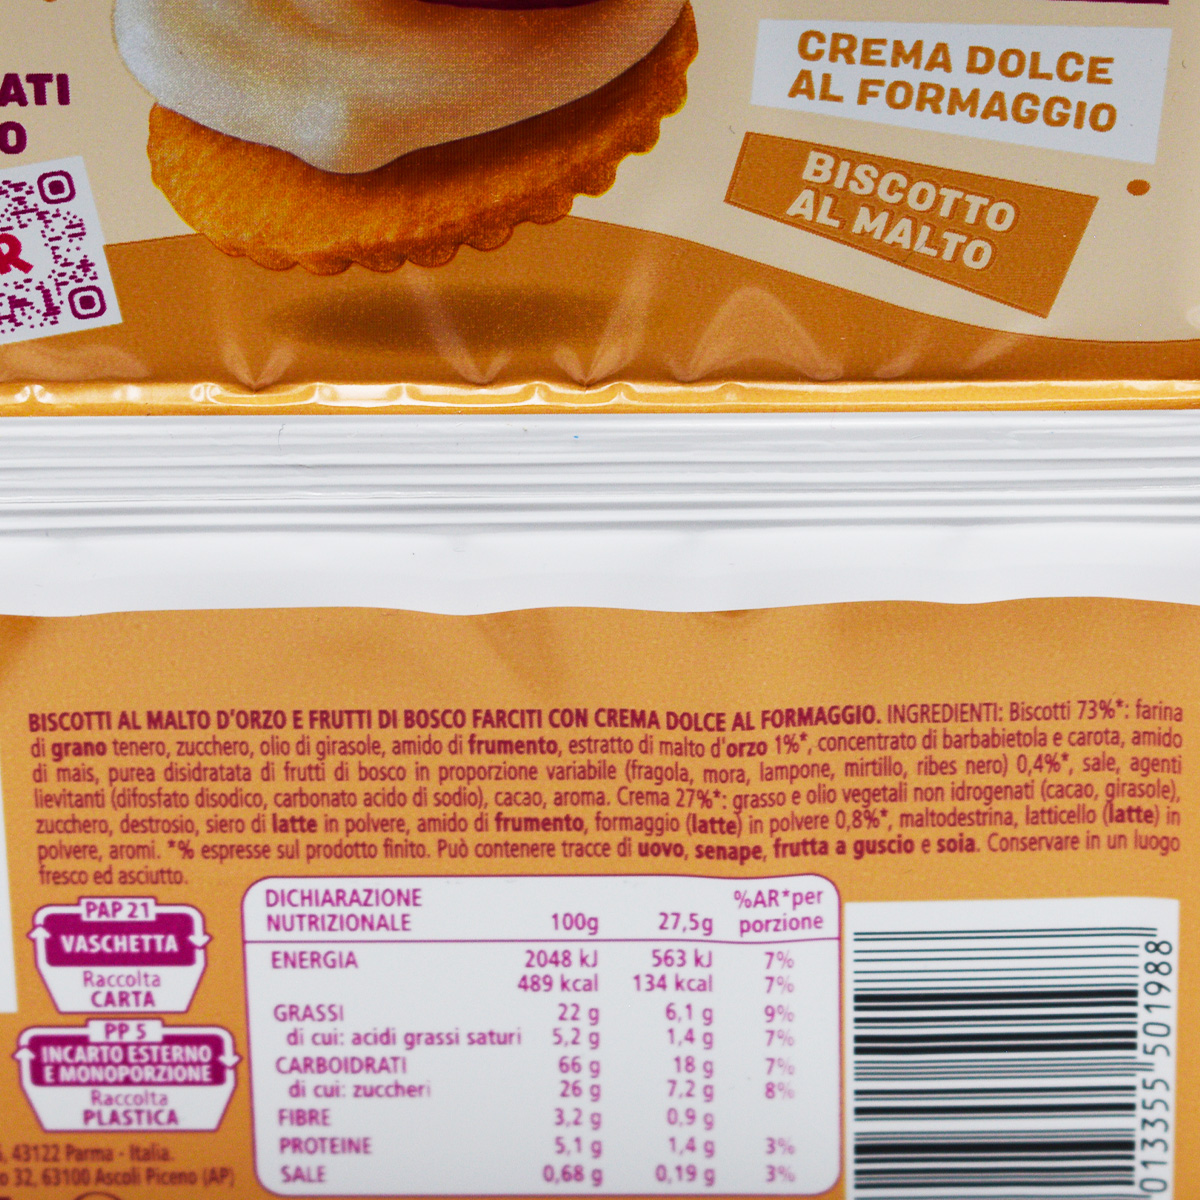 ATI
O
R
CREMA DOLCE
AL FORMAGGIO
BISCOTTO
AL MALTO
BISCOTTI AL MALTO D'ORZO E FRUTTI DI BOSCO FARCITI CON CREMA DOLCE AL FORMAGGIO. INGREDIENTI: Biscotti 73%*: farina
di grano tenero, zucchero, olio di girasole, amido di frumento, estratto di malto d'orzo 1%*, concentrato di barbabietola e carota, amido
di mais, purea disidratata di frutti di bosco in proporzione variabile (fragola, mora, lampone, mirtillo, ribes nero) 0,4%*, sale, agenti
lievitanti (difosfato disodico, carbonato acido di sodio), cacao, aroma. Crema 27%*: grasso e olio vegetali non idrogenati (cacao, girasole),
zucchero, destrosio, siero di latte in polvere, amido di frumento, formaggio (latte) in polvere 0,8%*, maltodestrina, latticello (latte) in
polvere, aromi. *% espresse sul prodotto finito. Può contenere tracce di uovo, senape, frutta a guscio e soia. Conservare in un luogo
fresco ed asciutto.
PAP 21
VASCHETTA
Raccolta
CARTA
PP 5
INCARTO ESTERNO
E MONOPORZIONE
Raccolta
PLASTICA
, 43122 Parma - Italia.
o 32, 63100 Ascoli Piceno (AP)
DICHIARAZIONE
NUTRIZIONALE 100g 27,5g %AR*per porzione
ENERGIA 2048 kJ 563 kJ 7%
489 kcal 134 kcal 7%
GRASSI 22 g 6,1 g 9%
di cui: acidi grassi saturi 5,2 g 1,4 g 7%
CARBOIDRATI 66 g 18 g 7%
di cui: zuccheri 26 g 7,2 g 8%
FIBRE 3,2 g 0,9 g
PROTEINE 5,1 g 1,4 g 3%
SALE 0,68 g 0,19 g 3%
013355 501988